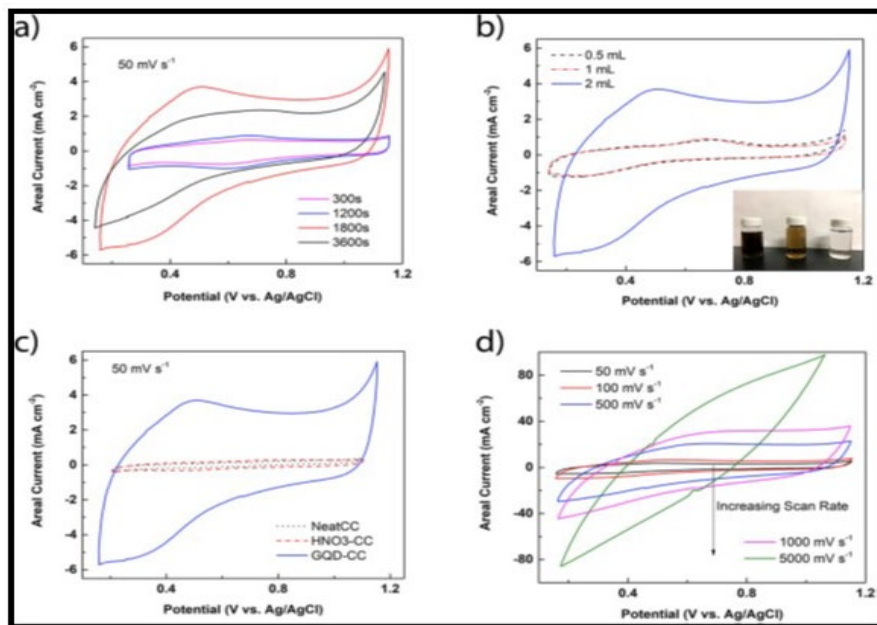 a)
50 mV s⁻¹
Areal Current (mA cm⁻²)
6
4
2
0
-2
-4
-6
300s
1200s
1800s
3600s
0.4
0.8
1.2
Potential (V vs. Ag/AgCl)
b)
Areal Current (mA cm⁻²)
6
4
2
0
-2
-4
-6
0.5 mL
1 mL
2 mL
0.4
0.8
1.2
Potential (V vs. Ag/AgCl)
c)
50 mV s⁻¹
Areal Current (mA cm⁻²)
6
4
2
0
-2
-4
-6
NeatCC
HNO3-CC
GQD-CC
0.4
0.8
1.2
Potential (V vs. Ag/AgCl)
d)
Areal Current (mA cm⁻²)
80
40
0
-40
-80
50 mV s⁻¹
100 mV s⁻¹
500 mV s⁻¹
Increasing Scan Rate
1000 mV s⁻¹
5000 mV s⁻¹
0.4
0.8
1.2
Potential (V vs. Ag/AgCl)